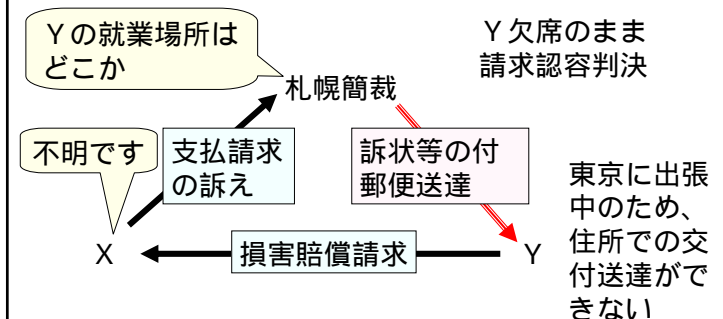 Yの就業場所は
どこか
Y欠席のまま
請求認容判決
札幌簡裁
不明です
支払請求
の訴え
訴状等の付
郵便送達
東京に出張
中のため、
住所での交
付送達がで
きない
X
損害賠償請求
Y